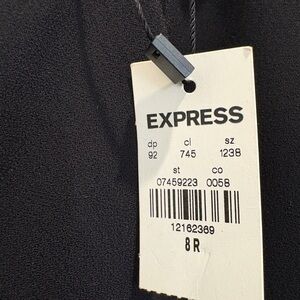 EXPRESS
dp cl sz
92 745 1238
st co
07459223 0058
12162369
8R